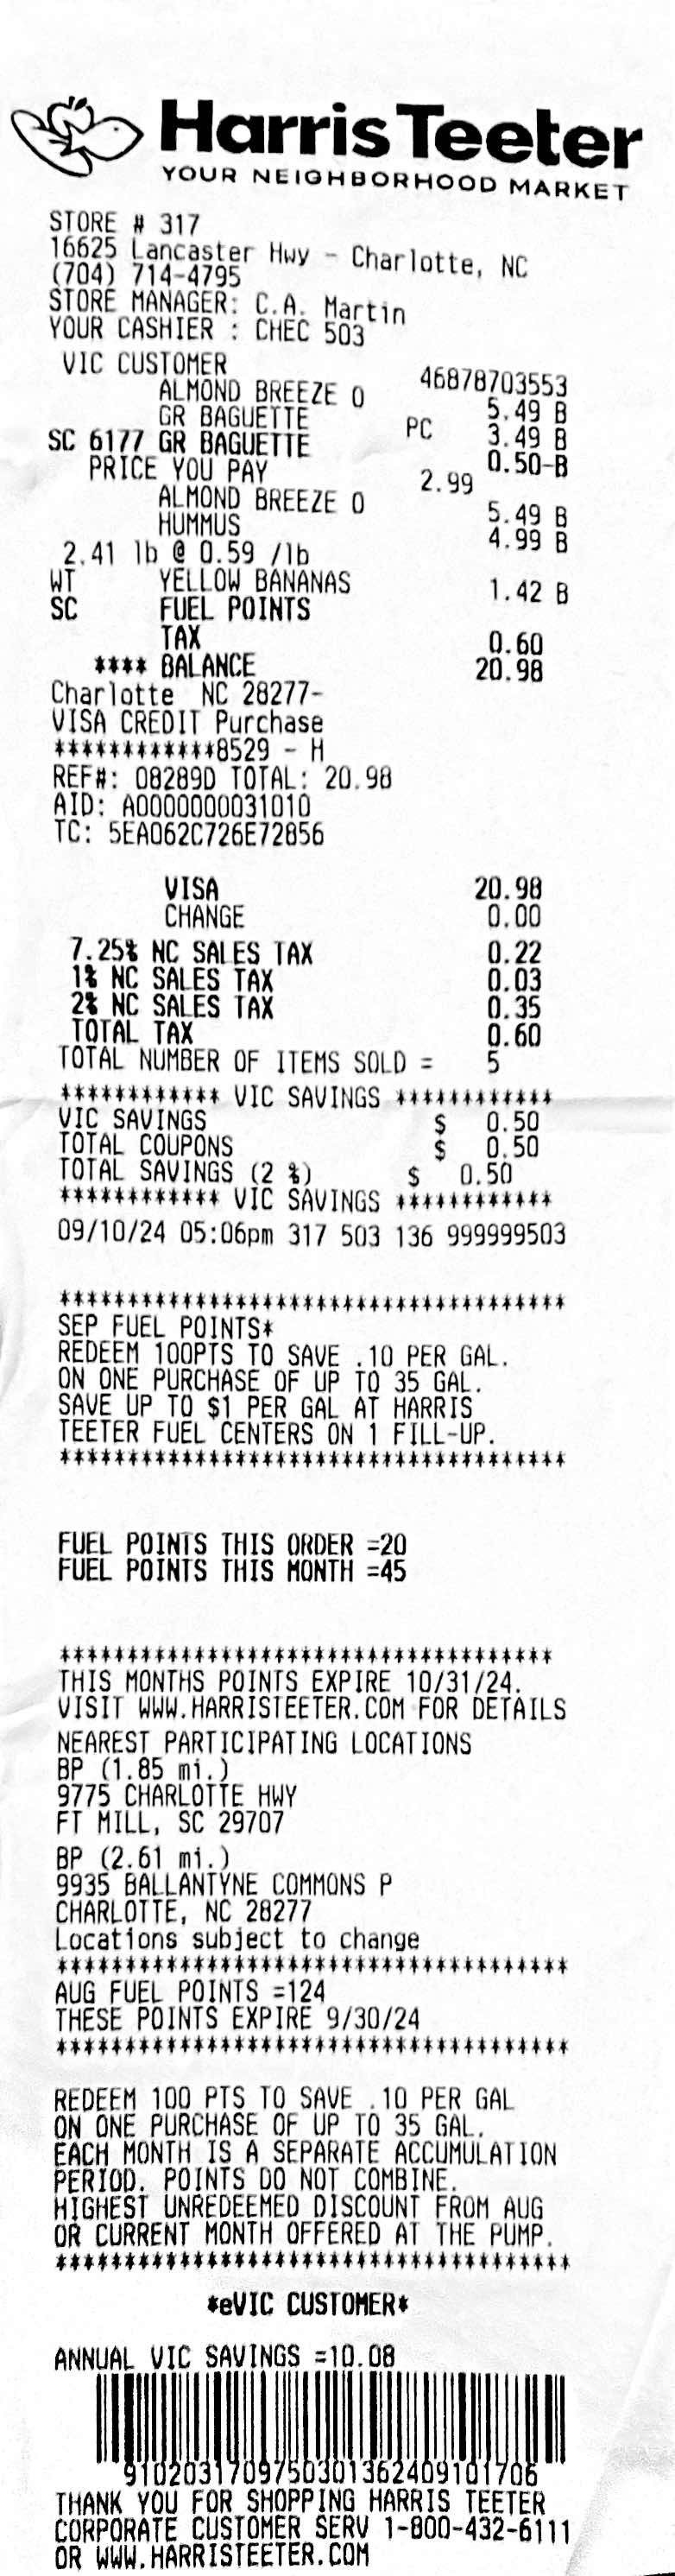 Harris Teeter
YOUR NEIGHBORHOOD MARKET
STORE # 317
16625 Lancaster Hwy - Charlotte, NC
(704) 714-4795
STORE MANAGER: C.A. Martin
YOUR CASHIER : CHEC 503
VIC CUSTOMER 46878703553
ALMOND BREEZE O 5.49 B
GR BAGUETTE PC 3.49 B
SC 6177 GR BAGUETTE 0.50-B
PRICE YOU PAY 2.99
ALMOND BREEZE O 5.49 B
HUMMUS 4.99 B
2.41 lb @ 0.59 /lb
WT YELLOW BANANAS 1.42 B
SC FUEL POINTS
TAX 0.60
**** BALANCE 20.98
Charlotte NC 28277-
VISA CREDIT Purchase
************8529 - H
REF#: 08289D TOTAL: 20.98
AID: A0000000031010
TC: 5EA062C726E72856
VISA 20.98
CHANGE 0.00
7.25% NC SALES TAX 0.22
1% NC SALES TAX 0.03
2% NC SALES TAX 0.35
TOTAL TAX 0.60
TOTAL NUMBER OF ITEMS SOLD = 5
************ VIC SAVINGS ************
VIC SAVINGS $ 0.50
TOTAL COUPONS $ 0.50
TOTAL SAVINGS (2 %) $ 0.50
************ VIC SAVINGS ************
09/10/24 05:06pm 317 503 136 999999503
**************************************
SEP FUEL POINTS*
REDEEM 100PTS TO SAVE .10 PER GAL.
ON ONE PURCHASE OF UP TO 35 GAL.
SAVE UP TO $1 PER GAL AT HARRIS
TEETER FUEL CENTERS ON 1 FILL-UP.
**************************************
FUEL POINTS THIS ORDER =20
FUEL POINTS THIS MONTH =45
*************************************
THIS MONTHS POINTS EXPIRE 10/31/24.
VISIT WWW.HARRISTEETER.COM FOR DETAILS
NEAREST PARTICIPATING LOCATIONS
BP (1.85 mi.)
9775 CHARLOTTE HWY
FT MILL, SC 29707
BP (2.61 mi.)
9935 BALLANTYNE COMMONS P
CHARLOTTE, NC 28277
Locations subject to change
**************************************
AUG FUEL POINTS =124
THESE POINTS EXPIRE 9/30/24
**************************************
REDEEM 100 PTS TO SAVE .10 PER GAL
ON ONE PURCHASE OF UP TO 35 GAL.
EACH MONTH IS A SEPARATE ACCUMULATION
PERIOD. POINTS DO NOT COMBINE.
HIGHEST UNREDEEMED DISCOUNT FROM AUG
OR CURRENT MONTH OFFERED AT THE PUMP.
**************************************
*eVIC CUSTOMER*
ANNUAL VIC SAVINGS =10.08
9102031709750301362409101706
THANK YOU FOR SHOPPING HARRIS TEETER
CORPORATE CUSTOMER SERV 1-800-432-6111
OR WWW.HARRISTEETER.COM